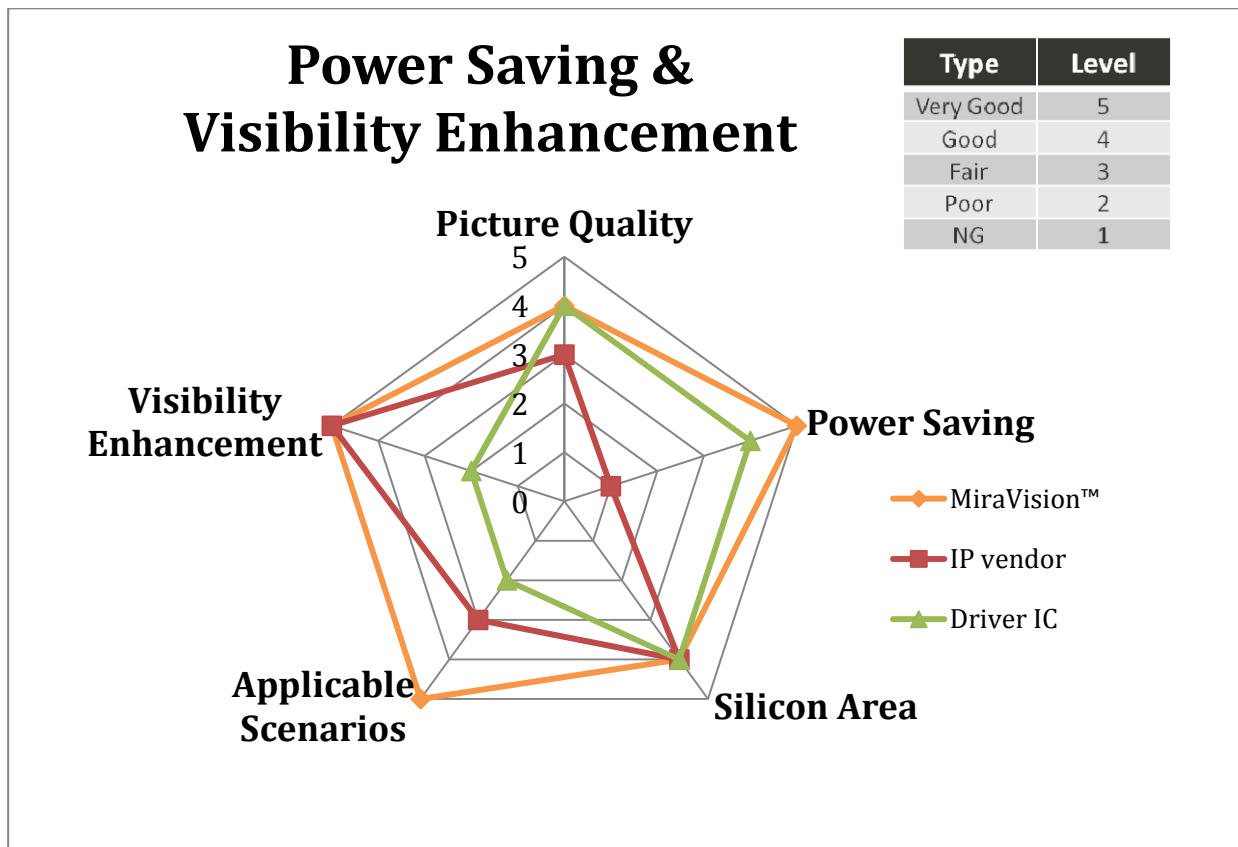 Power Saving &
Visibility Enhancement
Type Level
Very Good 5
Good 4
Fair 3
Poor 2
NG 1
Picture Quality
5
4
3
2
1
0
Visibility
Enhancement
Power Saving
Applicable
Scenarios
Silicon Area
MiraVision™
IP vendor
Driver IC